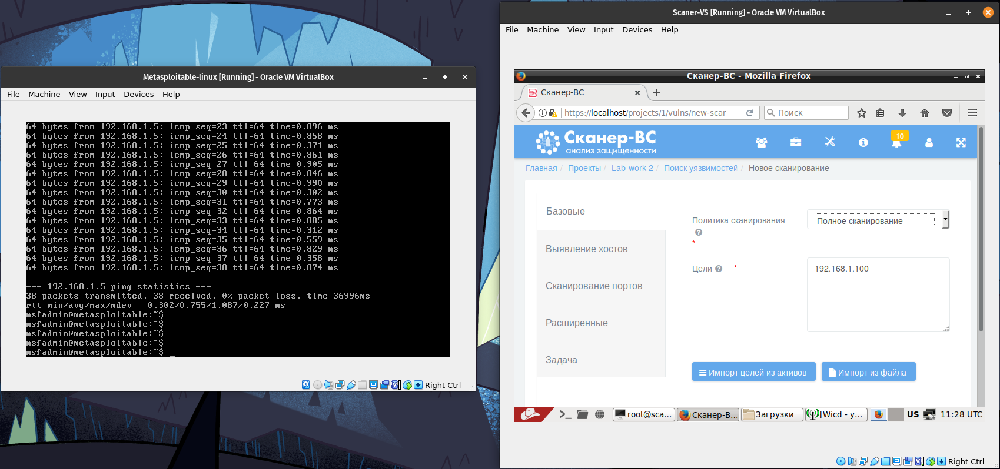 Metasploitable-linux [Running] - Oracle VM VirtualBox
File Machine View Input Devices Help
64 bytes from 192.168.1.5: icmp_seq=23 ttl=64 time=0.896 ms
64 bytes from 192.168.1.5: icmp_seq=24 ttl=64 time=0.858 ms
64 bytes from 192.168.1.5: icmp_seq=25 ttl=64 time=0.371 ms
64 bytes from 192.168.1.5: icmp_seq=26 ttl=64 time=0.861 ms
64 bytes from 192.168.1.5: icmp_seq=27 ttl=64 time=0.905 ms
64 bytes from 192.168.1.5: icmp_seq=28 ttl=64 time=0.846 ms
64 bytes from 192.168.1.5: icmp_seq=29 ttl=64 time=0.990 ms
64 bytes from 192.168.1.5: icmp_seq=30 ttl=64 time=0.302 ms
64 bytes from 192.168.1.5: icmp_seq=31 ttl=64 time=0.773 ms
64 bytes from 192.168.1.5: icmp_seq=32 ttl=64 time=0.864 ms
64 bytes from 192.168.1.5: icmp_seq=33 ttl=64 time=0.885 ms
64 bytes from 192.168.1.5: icmp_seq=34 ttl=64 time=0.312 ms
64 bytes from 192.168.1.5: icmp_seq=35 ttl=64 time=0.559 ms
64 bytes from 192.168.1.5: icmp_seq=36 ttl=64 time=0.829 ms
64 bytes from 192.168.1.5: icmp_seq=37 ttl=64 time=0.358 ms
64 bytes from 192.168.1.5: icmp_seq=38 ttl=64 time=0.874 ms
--- 192.168.1.5 ping statistics ---
38 packets transmitted, 38 received, 0% packet loss, time 36996ms
rtt min/avg/max/mdev = 0.302/0.755/1.087/0.227 ms
msfadmin@metasploitable:~$
msfadmin@metasploitable:~$
msfadmin@metasploitable:~$
msfadmin@metasploitable:~$
msfadmin@metasploitable:~$ _
Right Ctrl
Scaner-VS [Running] - Oracle VM VirtualBox
File Machine View Input Devices Help
Сканер-ВС - Mozilla Firefox
Сканер-ВС
https://localhost/projects/1/vulns/new-scar
Поиск
Сканер-ВС
анализ защищенности
10
Главная / Проекты / Lab-work-2 / Поиск уязвимостей / Новое сканирование
Базовые
Выявление хостов
Сканирование портов
Расширенные
Задача
Политика сканирования
*
Полное сканирование
Цели *
192.168.1.100
Импорт целей из активов
Импорт из файла
root@sca...
Сканер-В...
Загрузки
[Wicd - у...
US
11:28 UTC
Right Ctrl